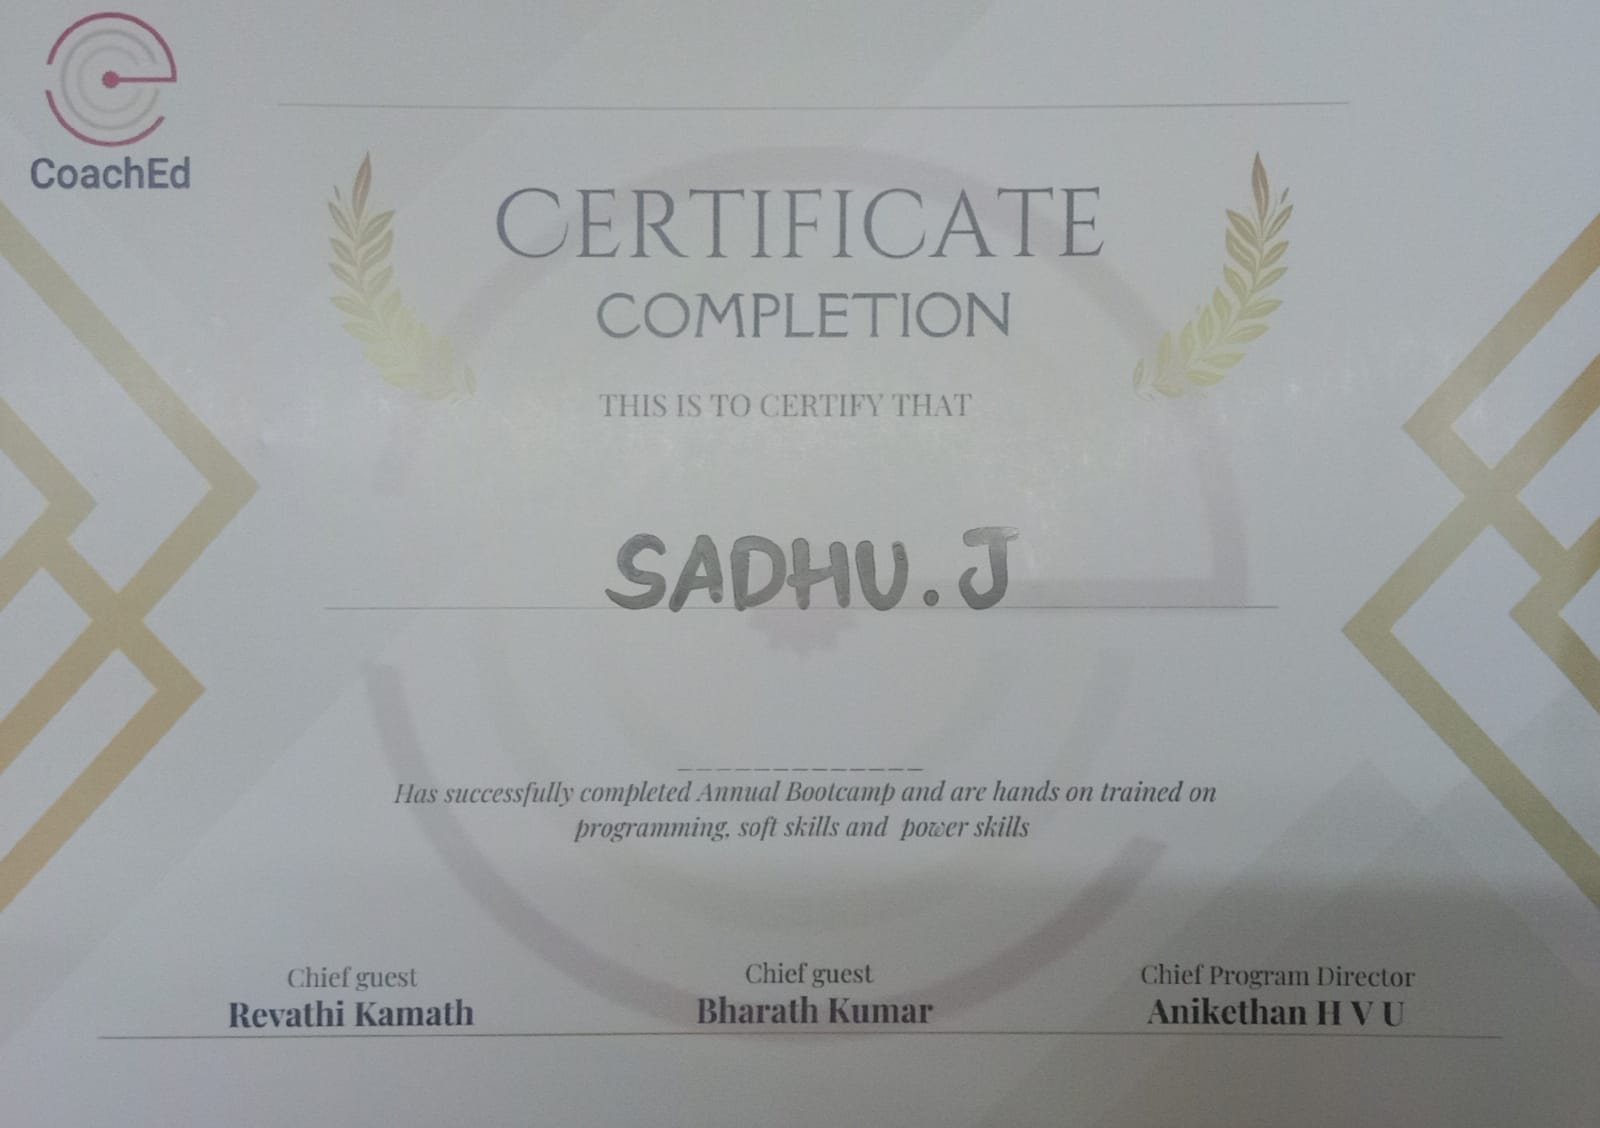 CoachEd
CERTIFICATE
COMPLETION
THIS IS TO CERTIFY THAT
SADHU.J
_____________
Has successfully completed Annual Bootcamp and are hands on trained on
programming, soft skills and power skills
Chief guest
Revathi Kamath
Chief guest
Bharath Kumar
Chief Program Director
Anikethan H V U